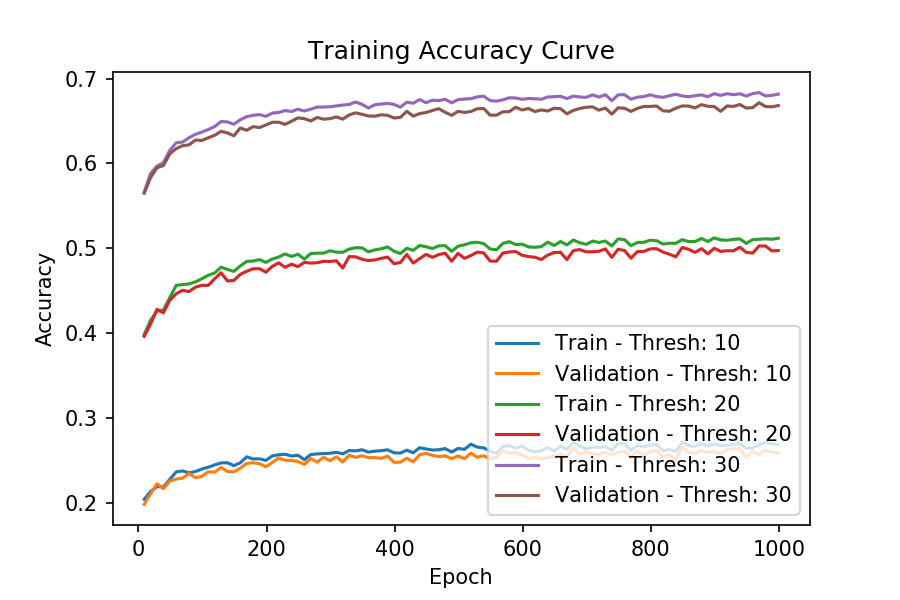 Training Accuracy Curve
0.7
0.6
0.5
0.4
0.3
0.2
Accuracy
Train - Thresh: 10
Validation - Thresh: 10
Train - Thresh: 20
Validation - Thresh: 20
Train - Thresh: 30
Validation - Thresh: 30
0 200 400 600 800 1000
Epoch